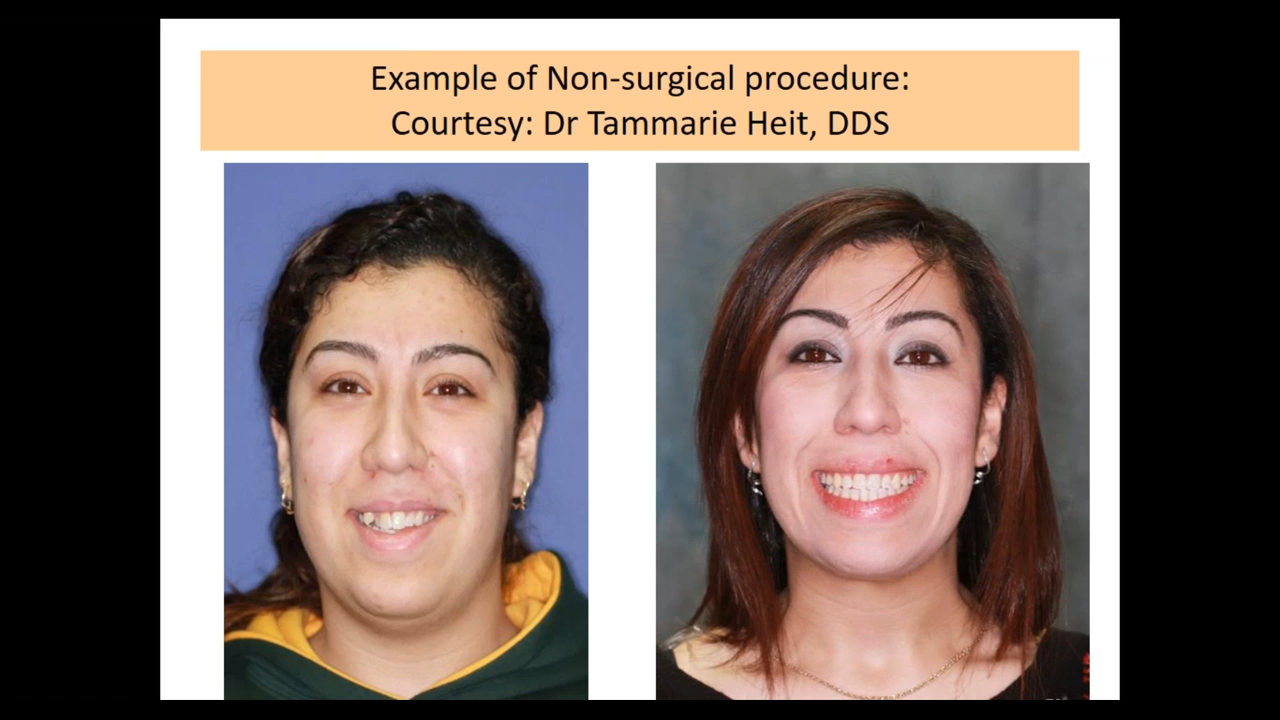 Example of Non-surgical procedure:
Courtesy: Dr Tammarie Heit, DDS